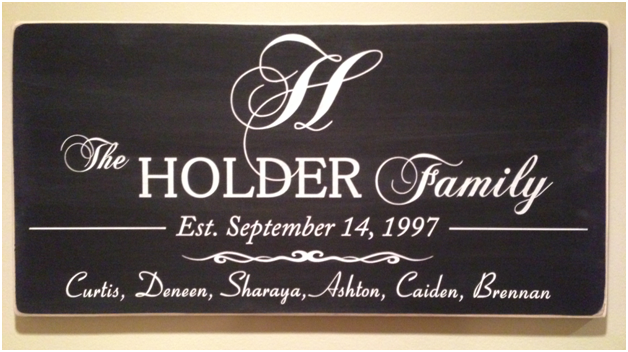 H
The HOLDER Family
Est. September 14, 1997
Curtis, Deneen, Sharaya, Ashton, Caiden, Brennan